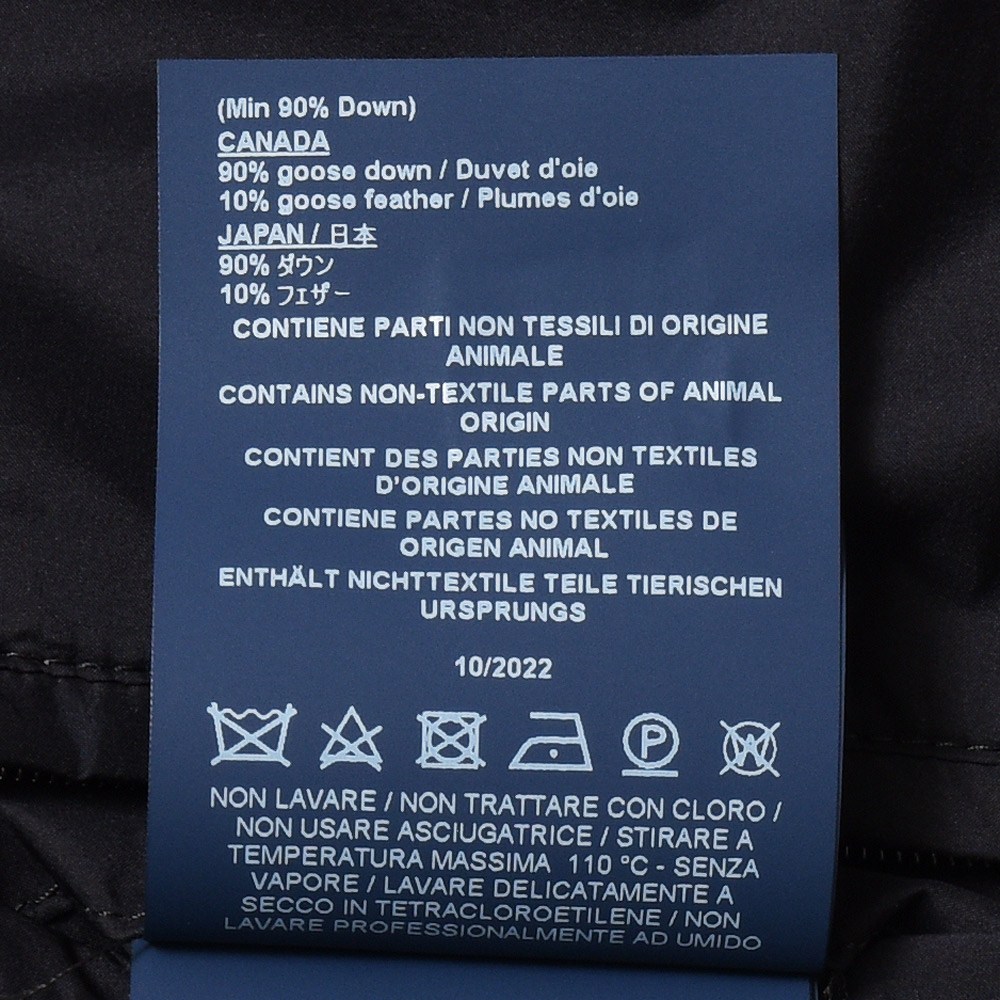 (Min 90% Down)
CANADA
90% goose down / Duvet d'oie
10% goose feather / Plumes d'oie
JAPAN / 日本
90% ダウン
10% フェザー
CONTIENE PARTI NON TESSILI DI ORIGINE
ANIMALE
CONTAINS NON-TEXTILE PARTS OF ANIMAL
ORIGIN
CONTIENT DES PARTIES NON TEXTILES
D'ORIGINE ANIMALE
CONTIENE PARTES NO TEXTILES DE
ORIGEN ANIMAL
ENTHÄLT NICHTTEXTILE TEILE TIERISCHEN
URSPRUNGS
10/2022
P W
NON LAVARE / NON TRATTARE CON CLORO /
NON USARE ASCIUGATRICE / STIRARE A
TEMPERATURA MASSIMA 110 °C - SENZA
VAPORE / LAVARE DELICATAMENTE A
SECCO IN TETRACLOROETILENE / NON
LAVARE PROFESSIONALMENTE AD UMIDO